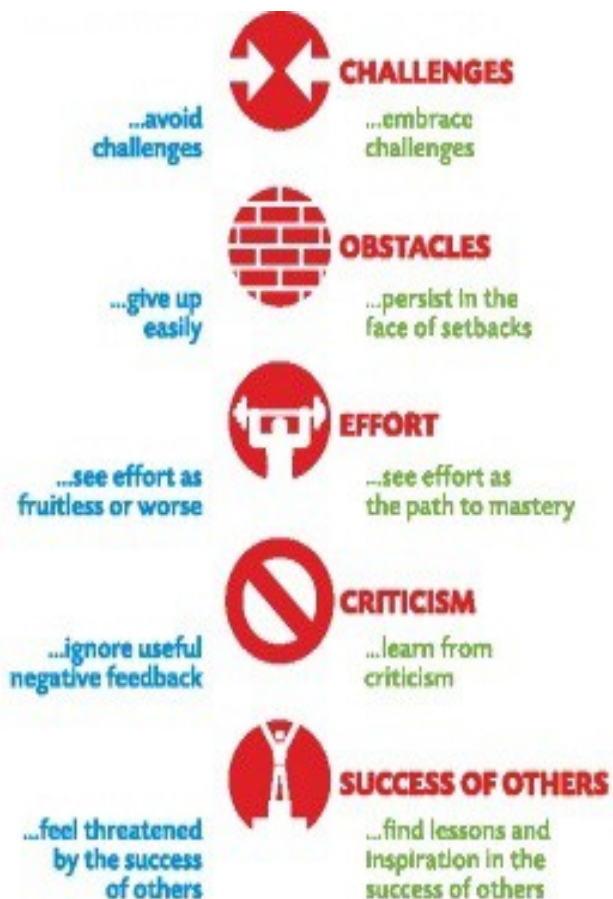 CHALLENGES
...avoid
challenges
...embrace
challenges
OBSTACLES
...give up
easily
...persist in the
face of setbacks
EFFORT
...see effort as
fruitless or worse
...see effort as
the path to mastery
CRITICISM
...ignore useful
negative feedback
...learn from
criticism
SUCCESS OF OTHERS
...feel threatened
by the success
of others
...find lessons and
inspiration in the
success of others